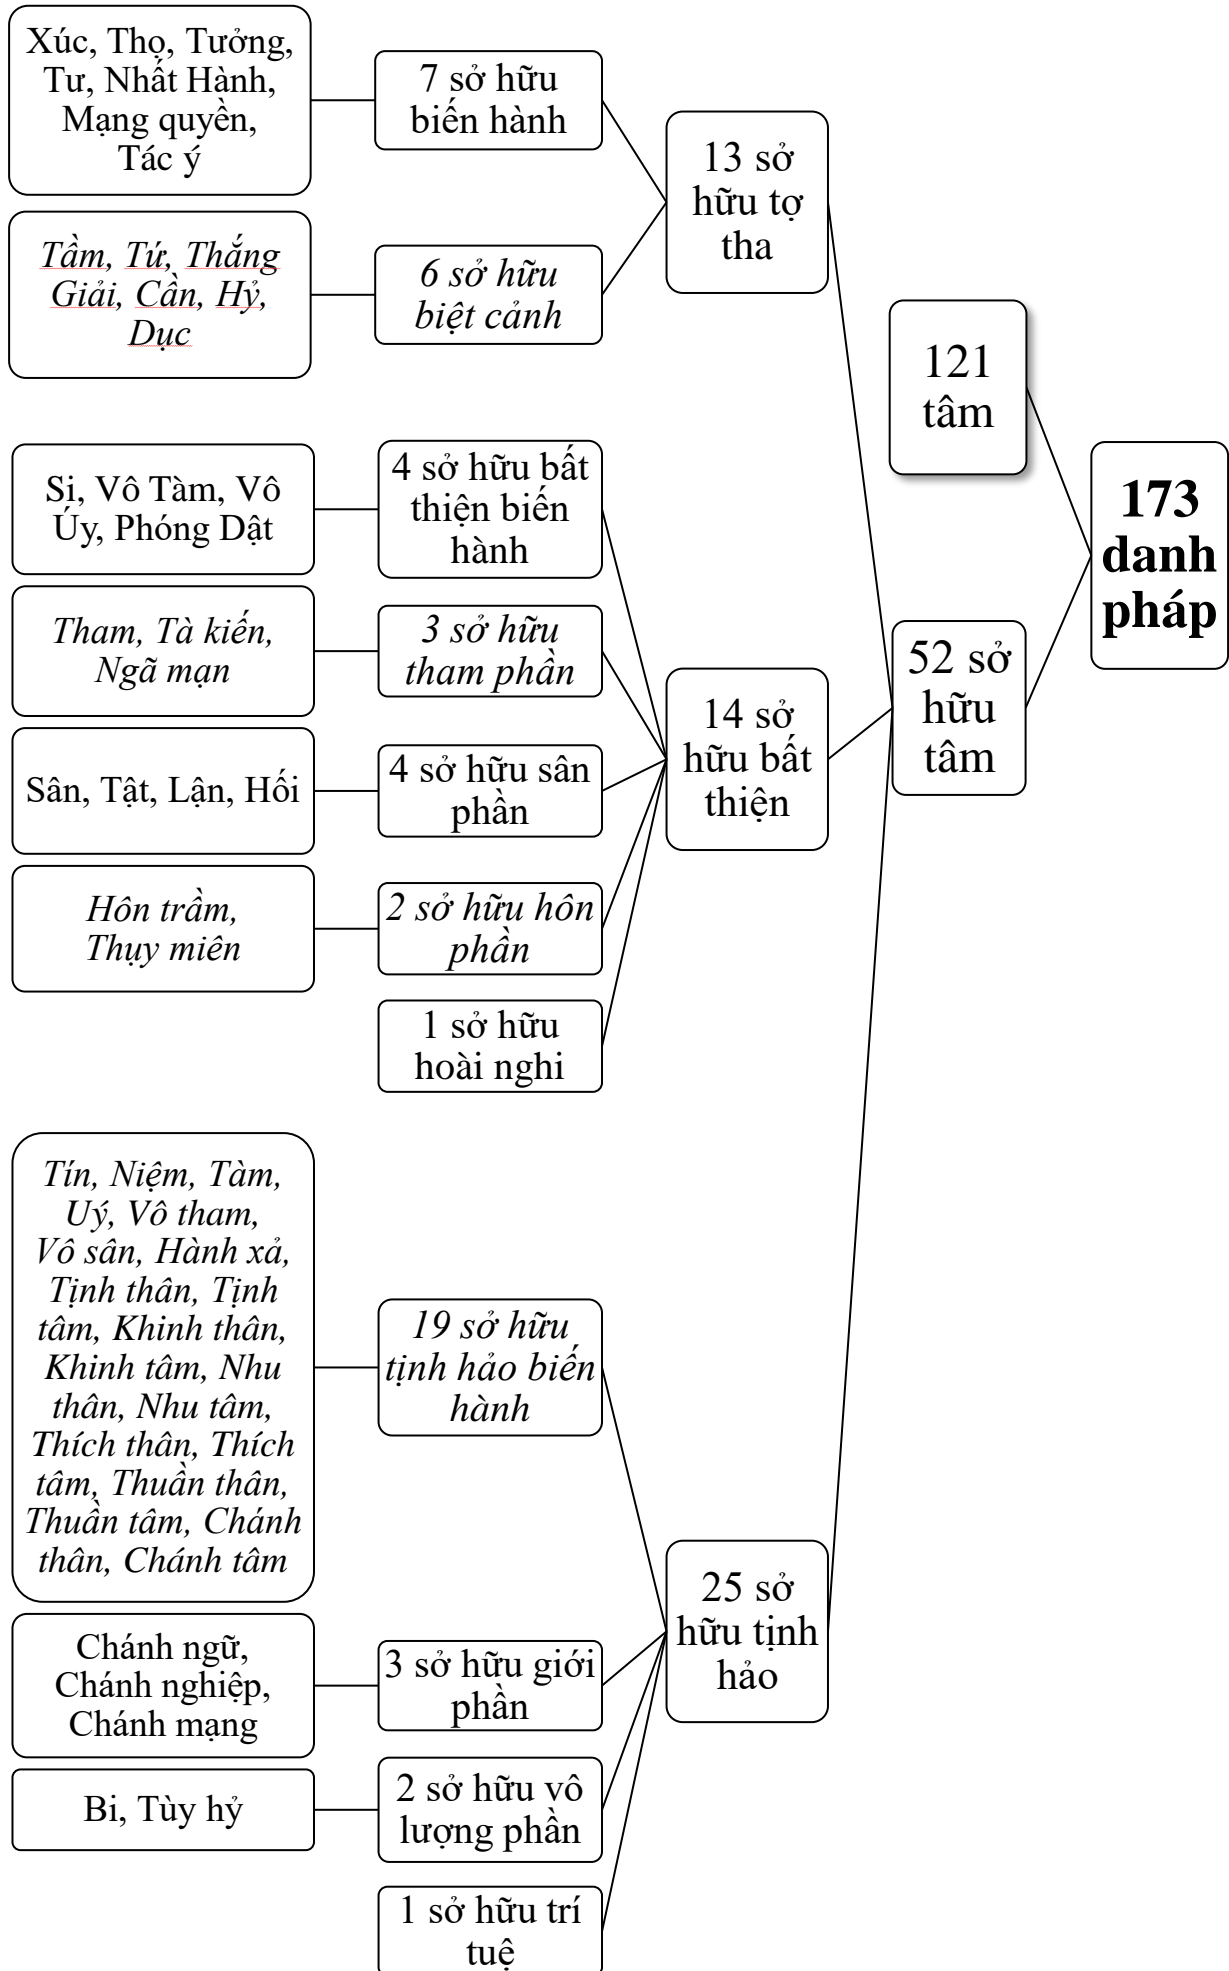 Xúc, Thọ, Tưởng,
Tư, Nhất Hành,
Mạng quyền,
Tác ý
7 sở hữu
biến hành
Tầm, Tứ, Thắng
Giải, Cần, Hỷ,
Dục
6 sở hữu
biệt cảnh
13 sở
hữu tợ
tha
Si, Vô Tàm, Vô
Úy, Phóng Dật
4 sở hữu bất
thiện biến
hành
Tham, Tà kiến,
Ngã mạn
3 sở hữu
tham phần
Sân, Tật, Lận, Hối
4 sở hữu sân
phần
Hôn trầm,
Thụy miên
2 sở hữu hôn
phần
1 sở hữu
hoài nghi
14 sở
hữu bất
thiện
Tín, Niệm, Tàm,
Uý, Vô tham,
Vô sân, Hành xả,
Tịnh thân, Tịnh
tâm, Khinh thân,
Khinh tâm, Nhu
thân, Nhu tâm,
Thích thân, Thích
tâm, Thuần thân,
Thuần tâm, Chánh
thân, Chánh tâm
19 sở hữu
tịnh hảo biến
hành
Chánh ngữ,
Chánh nghiệp,
Chánh mạng
3 sở hữu giới
phần
Bi, Tùy hỷ
2 sở hữu vô
lượng phần
1 sở hữu trí
tuệ
25 sở
hữu tịnh
hảo
121
tâm
52 sở
hữu
tâm
173
danh
pháp